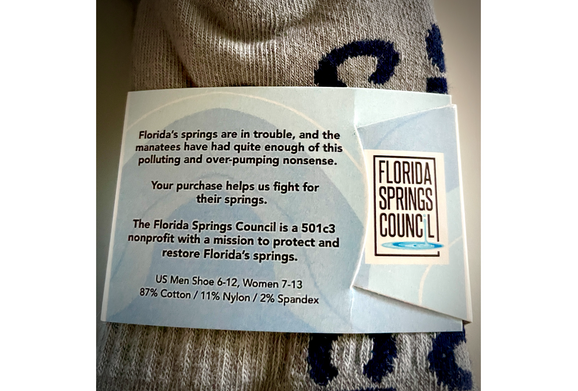 Florida's springs are in trouble, and the
manatees have had quite enough of this
polluting and over-pumping nonsense.
Your purchase helps us fight for
their springs.
The Florida Springs Council is a 501c3
nonprofit with a mission to protect and
restore Florida's springs.
US Men Shoe 6-12, Women 7-13
87% Cotton / 11% Nylon / 2% Spandex
FLORIDA
SPRINGS
COUNCIL